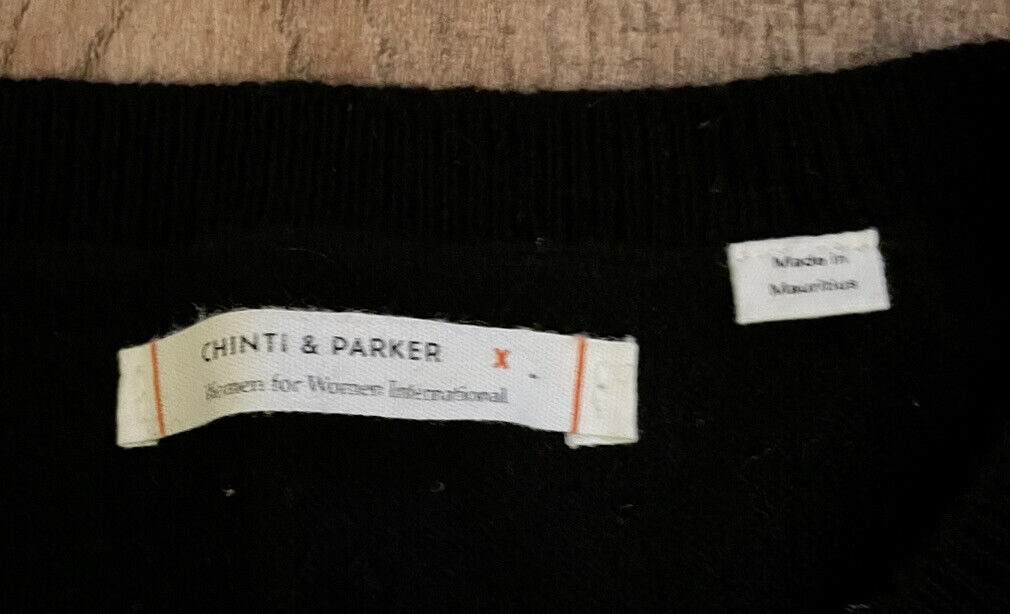 CHINTI & PARKER X
Women for Women International
Made in
Mauritius